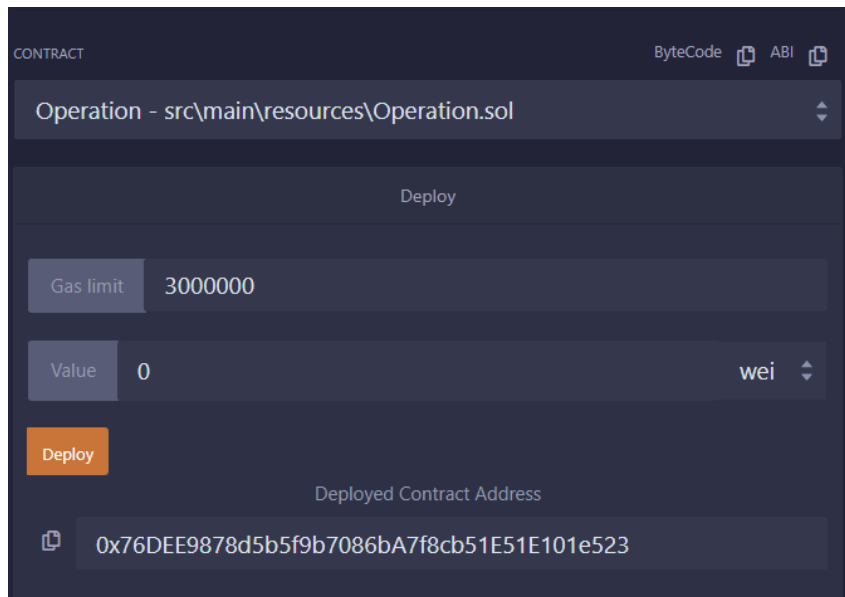 CONTRACT ByteCode ABI
Operation - src\main\resources\Operation.sol
Deploy
Gas limit 3000000
Value 0 wei
Deploy
Deployed Contract Address
0x76DEE9878d5b5f9b7086bA7f8cb51E51E101e523